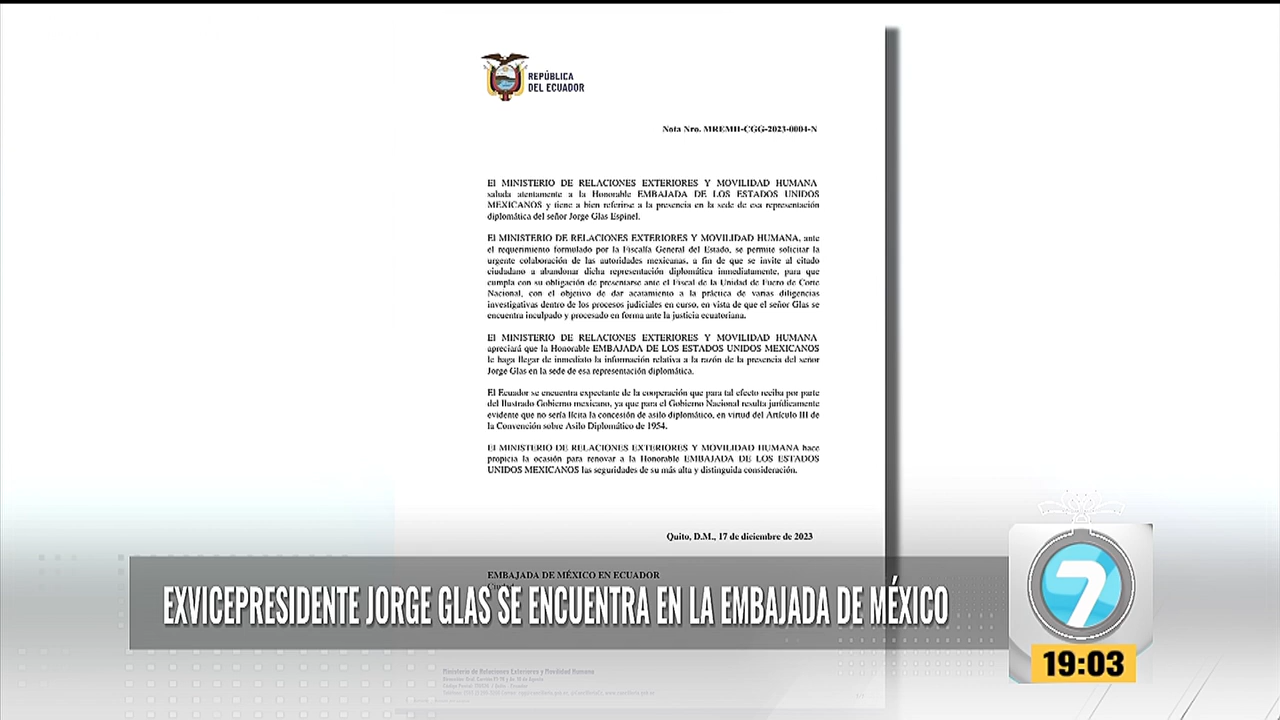 REPÚBLICA
DEL ECUADOR
Nota Nro. MREMH-CGG-2023-0004-N
El MINISTERIO DE RELACIONES EXTERIORES Y MOVILIDAD HUMANA
saluda atentamente a la Honorable EMBAJADA DE LOS ESTADOS UNIDOS
MEXICANOS y tiene a bien referirse a la presencia en la sede de esa representación
diplomática del señor Jorge Glas Espinel.
El MINISTERIO DE RELACIONES EXTERIORES Y MOVILIDAD HUMANA, ante
el requerimiento formulado por la Fiscalía General del Estado, se permite solicitar la
urgente colaboración de las autoridades mexicanas, a fin de que se invite al citado
ciudadano a abandonar dicha representación diplomática inmediatamente, para que
cumpla con su obligación de presentarse ante el Fiscal de la Unidad de Fuero de Corte
Nacional, con el objetivo de dar acatamiento a la práctica de varias diligencias
investigativas dentro de los procesos judiciales en curso, en vista de que el señor Glas se
encuentra inculpado y procesado en forma ante la justicia ecuatoriana.
El MINISTERIO DE RELACIONES EXTERIORES Y MOVILIDAD HUMANA
apreciará que la Honorable EMBAJADA DE LOS ESTADOS UNIDOS MEXICANOS
le haga llegar de inmediato la información relativa a la razón de la presencia del señor
Jorge Glas en la sede de esa representación diplomática.
El Ecuador se encuentra expectante de la cooperación que para tal efecto reciba por parte
del Ilustrado Gobierno mexicano, ya que para el Gobierno Nacional resulta jurídicamente
evidente que no sería lícita la concesión de asilo diplomático, en virtud del Artículo III de
la Convención sobre Asilo Diplomático de 1954.
El MINISTERIO DE RELACIONES EXTERIORES Y MOVILIDAD HUMANA hace
propicia la ocasión para renovar a la Honorable EMBAJADA DE LOS ESTADOS
UNIDOS MEXICANOS las seguridades de su más alta y distinguida consideración.
Quito, D.M., 17 de diciembre de 2023
EMBAJADA DE MÉXICO EN ECUADOR
EXVICEPRESIDENTE JORGE GLAS SE ENCUENTRA EN LA EMBAJADA DE MÉXICO
7
19:03
Ministerio de Relaciones Exteriores y Movilidad Humana